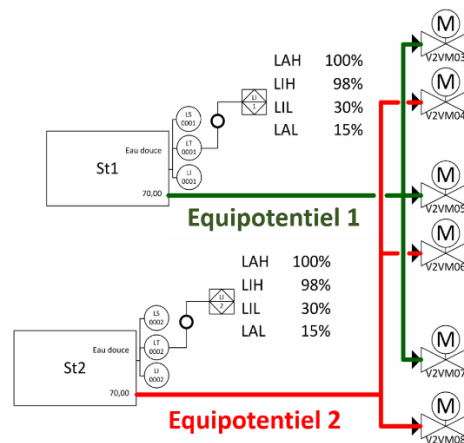 M
V2VM03
LAH 100%
LIH 98%
LIL 30%
LAL 15%
LI
1
M
V2VM04
LS
0001
Eau douce
LT
0001
St1
LI
0001
70,00
M
V2VM05
Equipotentiel 1
M
V2VM06
LAH 100%
LIH 98%
LIL 30%
LAL 15%
LI
2
LS
0002
Eau douce
LT
0002
St2
LI
0002
70,00
M
V2VM07
Equipotentiel 2
M
V2VM08